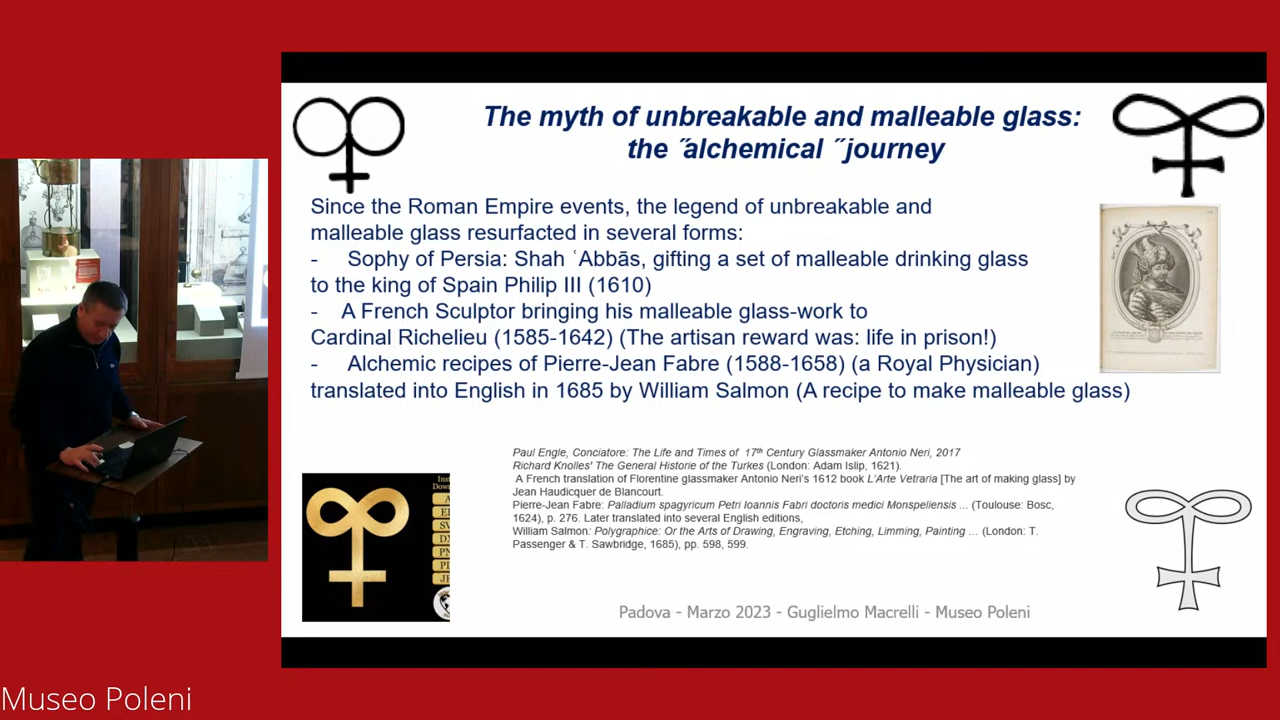 The myth of unbreakable and malleable glass:
the ˝alchemical ˝journey
Since the Roman Empire events, the legend of unbreakable and
malleable glass resurfacted in several forms:
- Sophy of Persia: Shah ʿAbbās, gifting a set of malleable drinking glass
to the king of Spain Philip III (1610)
- A French Sculptor bringing his malleable glass-work to
Cardinal Richelieu (1585-1642) (The artisan reward was: life in prison!)
- Alchemic recipes of Pierre-Jean Fabre (1588-1658) (a Royal Physician)
translated into English in 1685 by William Salmon (A recipe to make malleable glass)
Paul Engle, Conciatore: The Life and Times of 17th Century Glassmaker Antonio Neri, 2017
Richard Knolles' The General Historie of the Turkes (London: Adam Islip, 1621).
A French translation of Florentine glassmaker Antonio Neri's 1612 book L'Arte Vetraria [The art of making glass] by
Jean Haudicquer de Blancourt.
Pierre-Jean Fabre: Palladium spagyricum Petri Ioannis Fabri doctoris medici Monspeliensis ... (Toulouse: Bosc,
1624), p. 276. Later translated into several English editions,
William Salmon: Polygraphice: Or the Arts of Drawing, Engraving, Etching, Limming, Painting ... (London: T.
Passenger & T. Sawbridge, 1685), pp. 598, 599.
Padova - Marzo 2023 - Guglielmo Macrelli - Museo Poleni
Museo Poleni